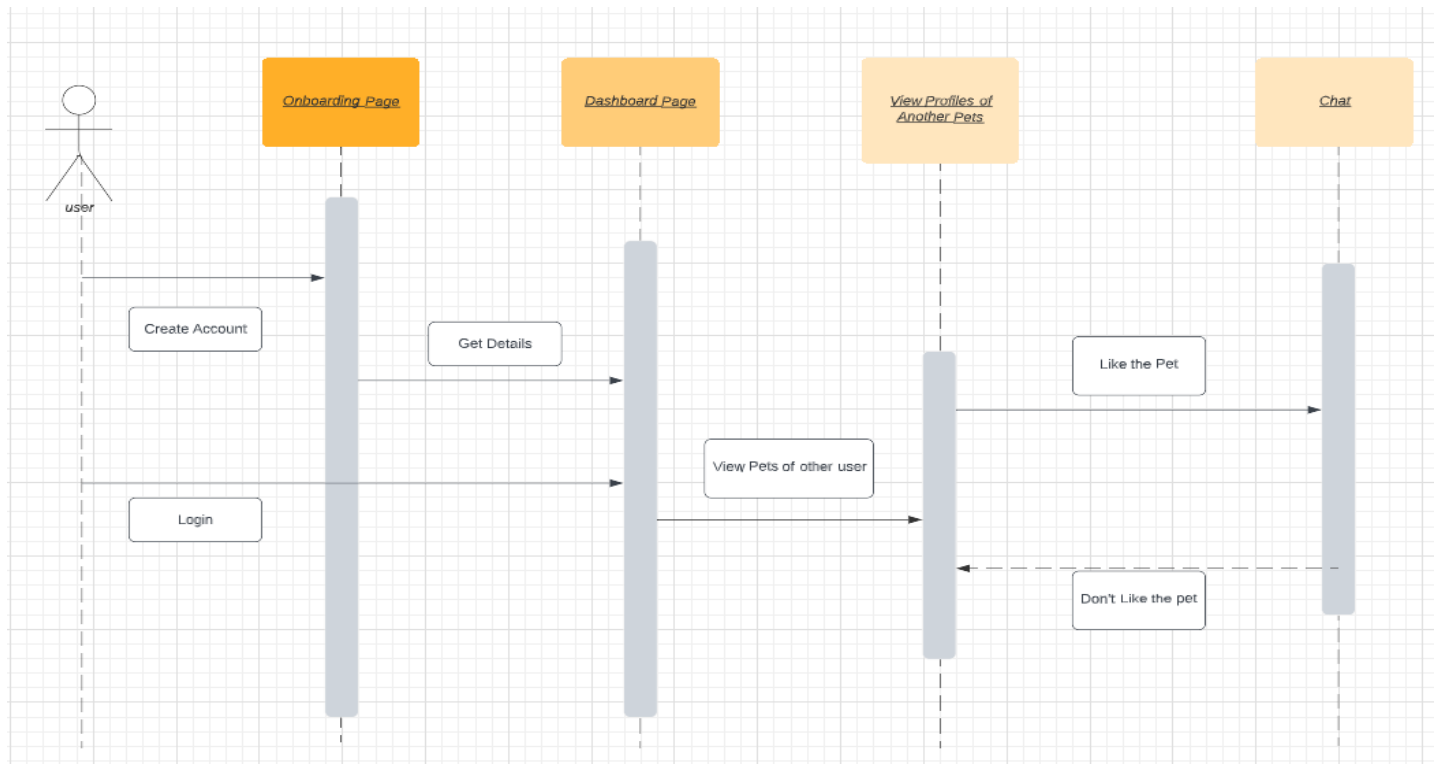 Onboarding Page
Dashboard Page
View Profiles of
Another Pets
Chat
user
Create Account
Get Details
Like the Pet
View Pets of other user
Login
Don't Like the pet